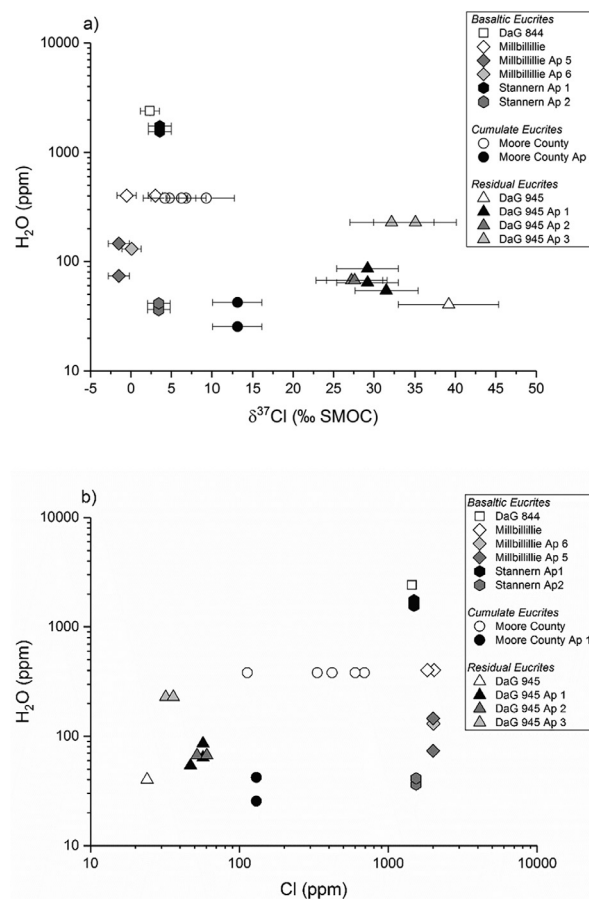 a)
10000
1000
100
10
H₂O (ppm)
-5 0 5 10 15 20 25 30 35 40 45 50
δ³⁷Cl (‰ SMOC)
Basaltic Eucrites
DaG 844
Millbillillie
Millbillillie Ap 5
Millbillillie Ap 6
Stannern Ap 1
Stannern Ap 2
Cumulate Eucrites
Moore County
Moore County Ap 1
Residual Eucrites
DaG 945
DaG 945 Ap 1
DaG 945 Ap 2
DaG 945 Ap 3
b)
10000
1000
100
10
H₂O (ppm)
10 100 1000 10000
Cl (ppm)
Basaltic Eucrites
DaG 844
Millbillillie
Millbillillie Ap 6
Millbillillie Ap 5
Stannern Ap1
Stannern Ap2
Cumulate Eucrites
Moore County
Moore County Ap 1
Residual Eucrites
DaG 945
DaG 945 Ap 1
DaG 945 Ap 2
DaG 945 Ap 3